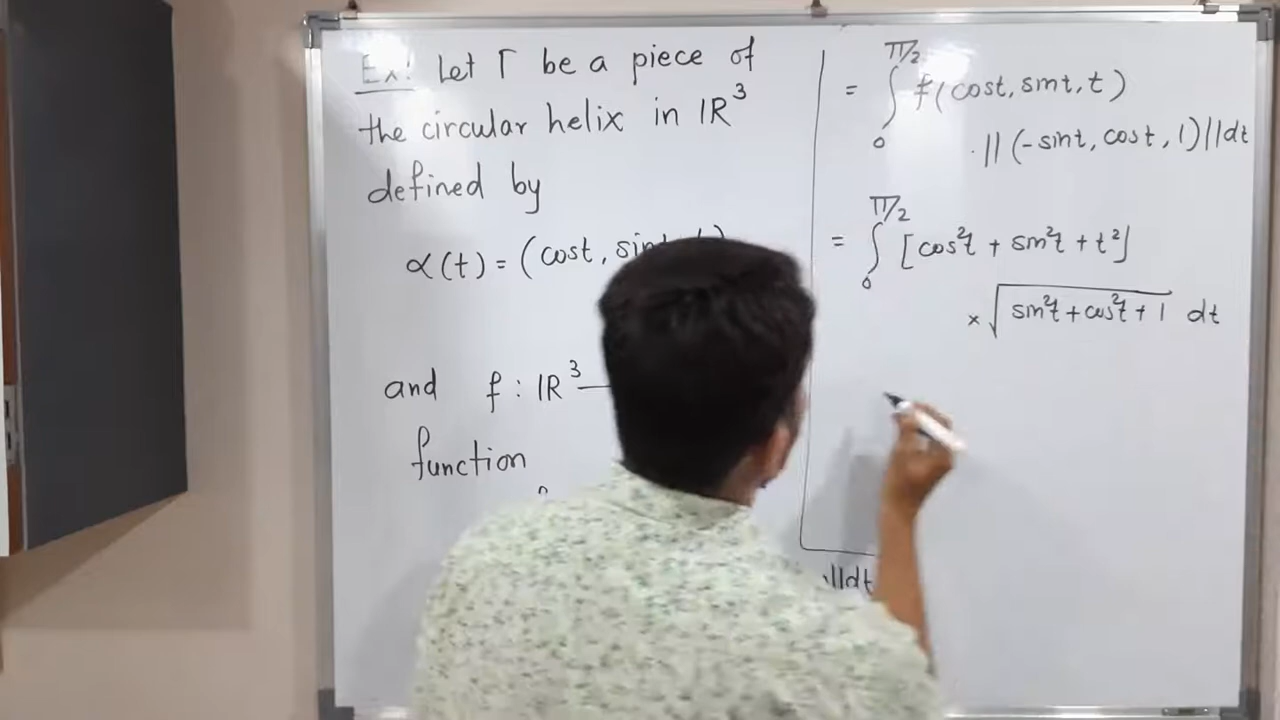 Ex! Let Γ be a piece of
the circular helix in IR³
defined by
α(t) = (cost, sint
and f : IR³ —
function
||dt
= ∫₀^π/2 f(cost, sint, t)
. || (-sint, cost, 1)||dt
= ∫₀^π/2 [cos²t + sin²t + t²]
× √(sin²t + cos²t + 1) dt